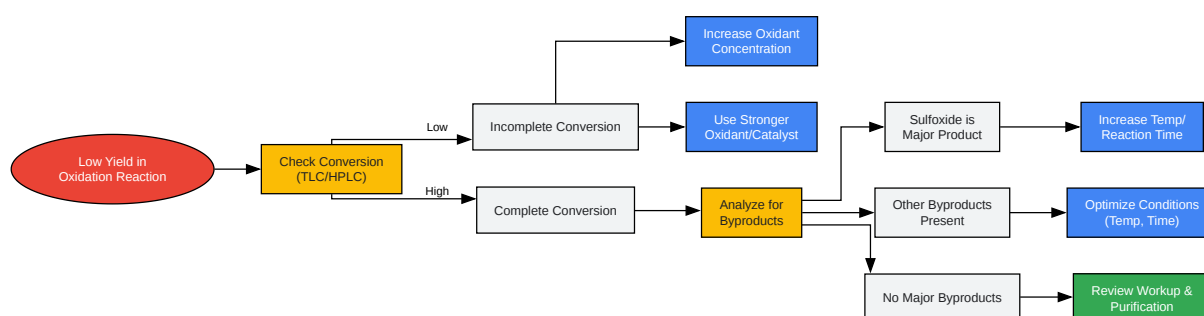 Low Yield in
Oxidation Reaction
Check Conversion
(TLC/HPLC)
Low
High
Incomplete Conversion
Complete Conversion
Increase Oxidant
Concentration
Use Stronger
Oxidant/Catalyst
Analyze for
Byproducts
Sulfoxide is
Major Product
Other Byproducts
Present
No Major Byproducts
Increase Temp/
Reaction Time
Optimize Conditions
(Temp, Time)
Review Workup &
Purification